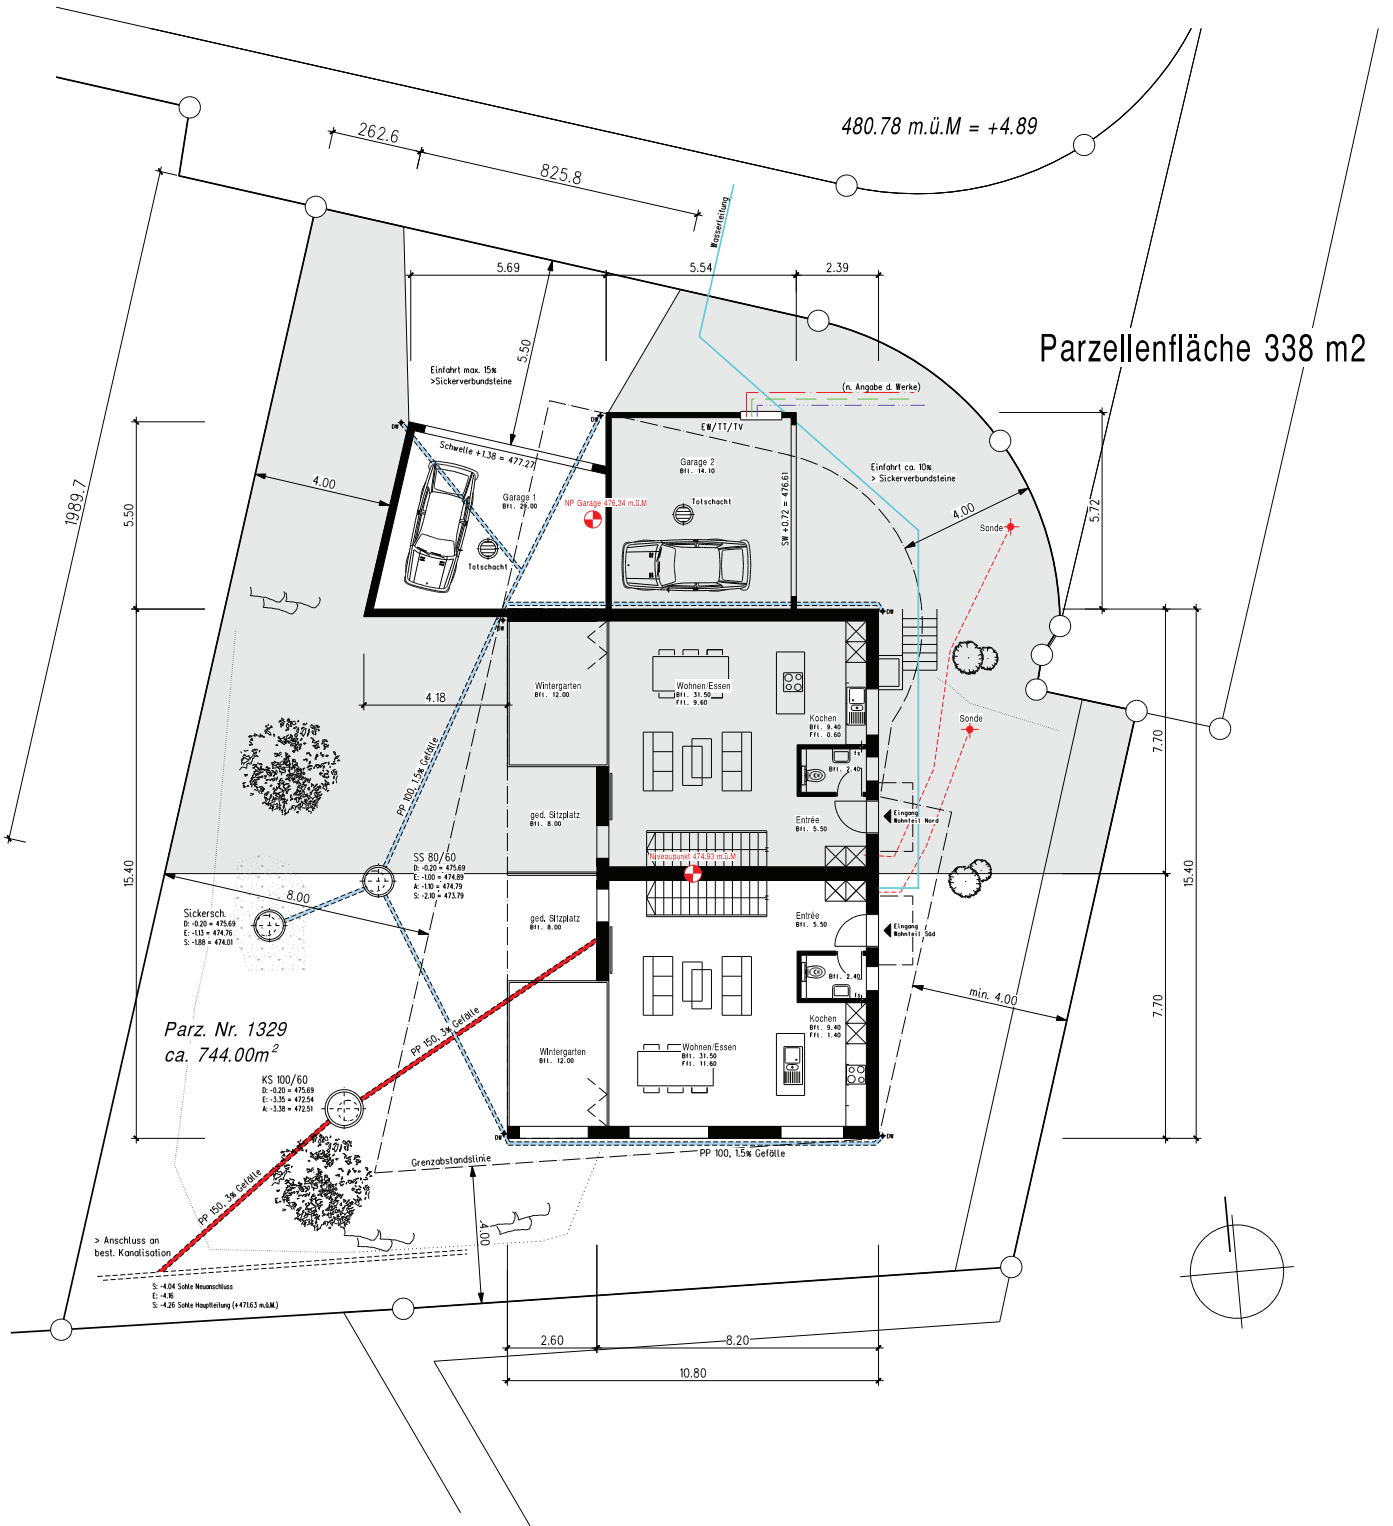 480.78 m.ü.M = +4.89
262.6
825.8
Wasserleitung
5.69
5.54
2.39
Parzellenfläche 338 m2
5.50
Einfahrt max. 15%
>Sickerverbundsteine
(n. Angabe d. Werke)
EW/TT/TV
DW
DW
Schwelle +1.38 = 477.27
Garage 2
Bfl. 14.10
Einfahrt ca. 10%
> Sickerverbundsteine
1989.7
4.00
5.50
Garage 1
Bfl. 29.00
NP Garage 476.34 m.ü.M
Totschacht
SW +0.72 = 476.61
4.00
5.72
Sonde
Totschacht
DW
DW
Wintergarten
Bfl. 12.00
Wohnen/Essen
Bfl. 31.50
Ffl. 9.60
4.18
Kochen
Bfl. 9.40
Ffl. 0.60
Sonde
7.70
PP 100, 1.5% Gefälle
Bfl. 2.40
ged. Sitzplatz
Bfl. 8.00
Entrée
Bfl. 5.50
Eingang
Wohnteil Nord
Niveaupunkt 474.93 m.ü.M
15.40
15.40
SS 80/60
D: -0.20 = 475.69
E: -1.00 = 474.89
A: -1.10 = 474.79
S: -2.10 = 473.79
8.00
Sickersch.
D: -0.20 = 475.69
E: -1.13 = 474.76
S: -1.88 = 474.01
ged. Sitzplatz
Bfl. 8.00
Entrée
Bfl. 5.50
Eingang
Wohnteil Süd
Bfl. 2.40
min. 4.00
7.70
Parz. Nr. 1329
ca. 744.00m²
PP 150, 3% Gefälle
Kochen
Bfl. 9.40
Ffl. 1.40
Wintergarten
Bfl. 12.00
Wohnen/Essen
Bfl. 31.50
Ffl. 11.60
KS 100/60
D: -0.20 = 475.69
E: -3.35 = 472.54
A: -3.38 = 472.51
DW
DW
Grenzabstandslinie
PP 100, 1.5% Gefälle
PP 150, 3% Gefälle
4.00
> Anschluss an
best. Kanalisation
S: -4.04 Sohle Neuanschluss
E: -4.16
S: -4.26 Sohle Hauptleitung (+471.63 m.ü.M.)
2.60
8.20
10.80